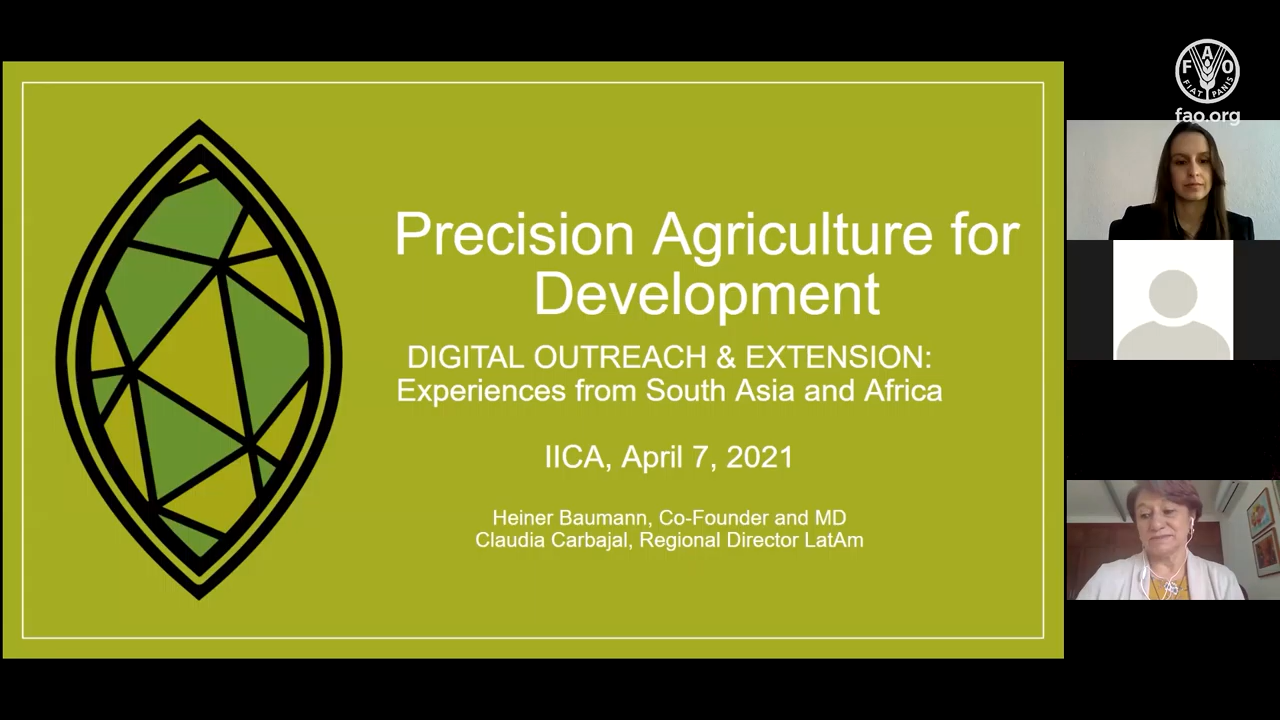 Precision Agriculture for
Development
DIGITAL OUTREACH & EXTENSION:
Experiences from South Asia and Africa
IICA, April 7, 2021
Heiner Baumann, Co-Founder and MD
Claudia Carbajal, Regional Director LatAm
F A O
FIAT PANIS
fao.org